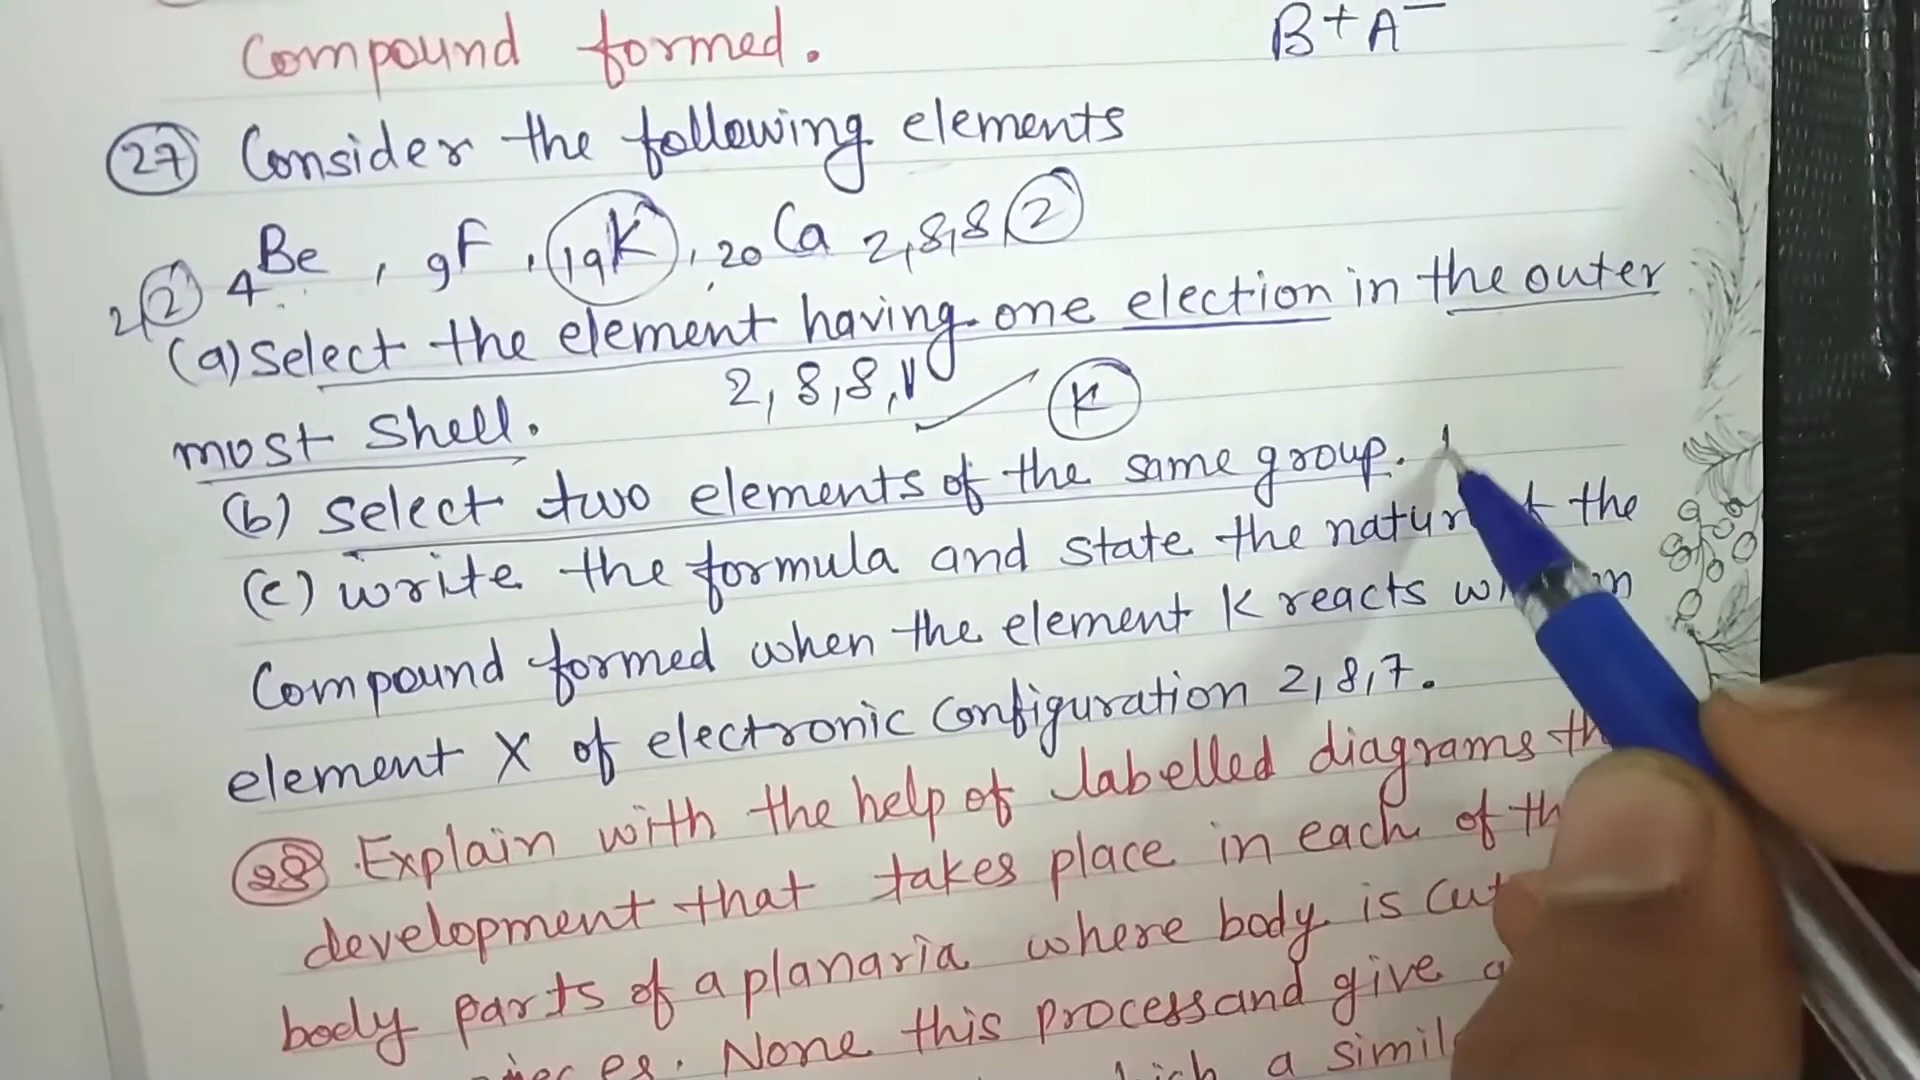 Compound formed.
B+A-
27 Consider the following elements
2,2 4Be, 9F, 19K, 20Ca 2,8,8,2
(a) Select the element having one election in the outer
most shell.
2,8,8,1 K
(b) Select two elements of the same group.
(c) write the formula and state the the
Compound formed when the element K reacts
element X of electronic configuration 2,8,7.
28 Explain with the help of labelled diagrams
development that takes place in each of
body parts of a planaria where body is cut
None this process and give
a